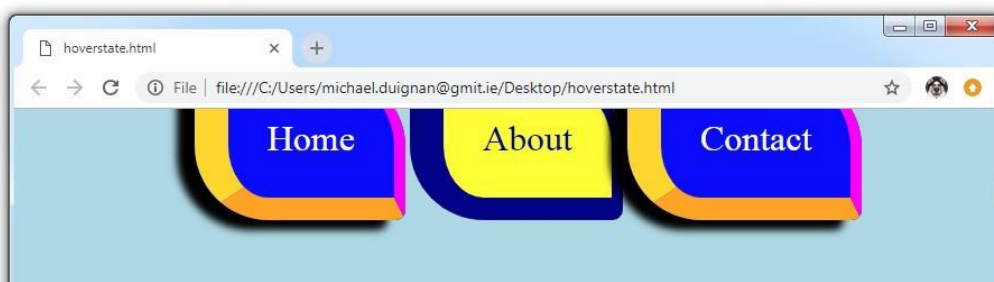 hoverstate.html
File file:///C:/Users/michael.duignan@gmit.ie/Desktop/hoverstate.html
Home About Contact